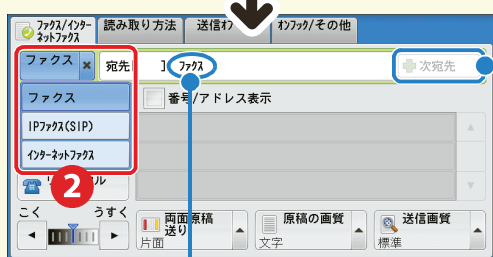 ファクス/インター
ネットファクス
読み取り方法
送信オプ
オンフック/その他
ファクス × 宛先 ] ファクス
次宛先
ファクス
番号/アドレス表示
IPファクス(SIP)
インターネットファクス
2
ル
こく うすく
両面原稿
送り
片面
原稿の画質
文字
送信画質
標準